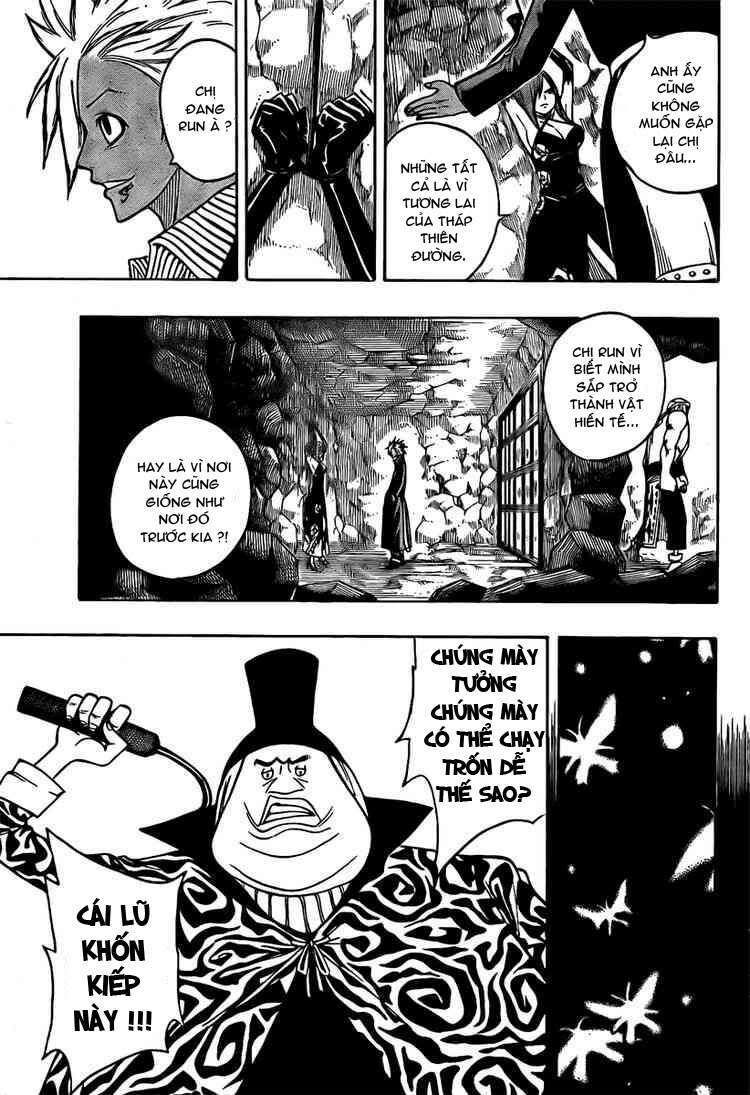 ANH ẤY
CŨNG
KHÔNG
MUỐN GẶP
LẠI CHỊ
ĐÂU...
NHỮNG TẤT
CẢ LÀ VÌ
TƯƠNG LAI
CỦA THÁP
THIÊN
ĐƯỜNG.
CHỊ
ĐANG
RUN À ?
CHI RUN VÌ
BIẾT MÌNH
SẮP TRỞ
THÀNH VẬT
HIẾN TẾ...
HAY LÀ VÌ NƠI
NÀY CŨNG
GIỐNG NHƯ
NƠI ĐÓ
TRƯỚC KIA ?!
CHÚNG MÀY
TƯỞNG
CHÚNG MÀY
CÓ THỂ CHẠY
TRỐN DỄ
THẾ SAO?
CÁI LŨ
KHỐN
KIẾP
NÀY !!!